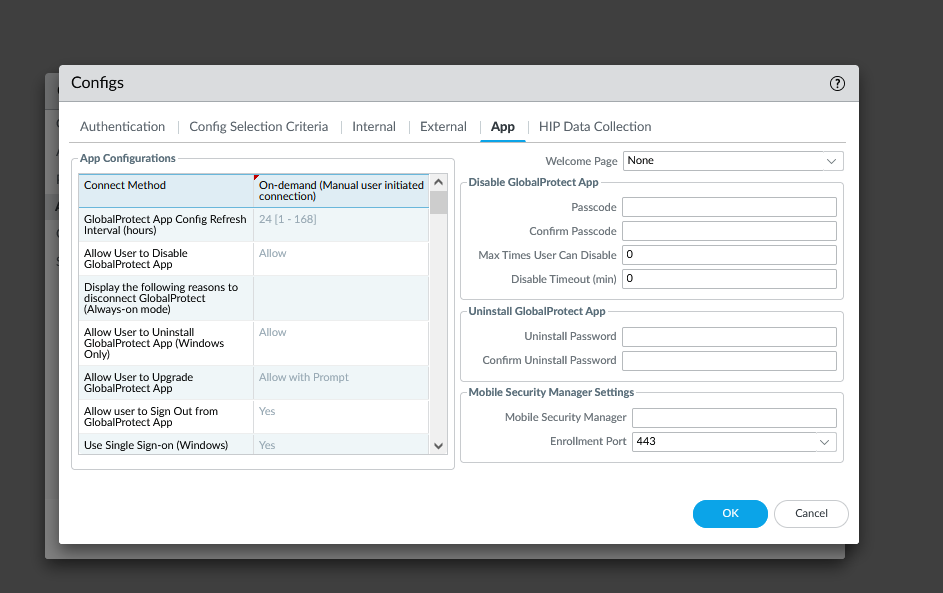 Configs
?
Authentication
Config Selection Criteria
Internal
External
App
HIP Data Collection
App Configurations
Connect Method
On-demand (Manual user initiated
connection)
GlobalProtect App Config Refresh
Interval (hours)
24 [1 - 168]
Allow User to Disable
GlobalProtect App
Allow
Display the following reasons to
disconnect GlobalProtect
(Always-on mode)
Allow User to Uninstall
GlobalProtect App (Windows
Only)
Allow
Allow User to Upgrade
GlobalProtect App
Allow with Prompt
Allow user to Sign Out from
GlobalProtect App
Yes
Use Single Sign-on (Windows)
Yes
Welcome Page
None
Disable GlobalProtect App
Passcode
Confirm Passcode
Max Times User Can Disable
0
Disable Timeout (min)
0
Uninstall GlobalProtect App
Uninstall Password
Confirm Uninstall Password
Mobile Security Manager Settings
Mobile Security Manager
Enrollment Port
443
OK
Cancel